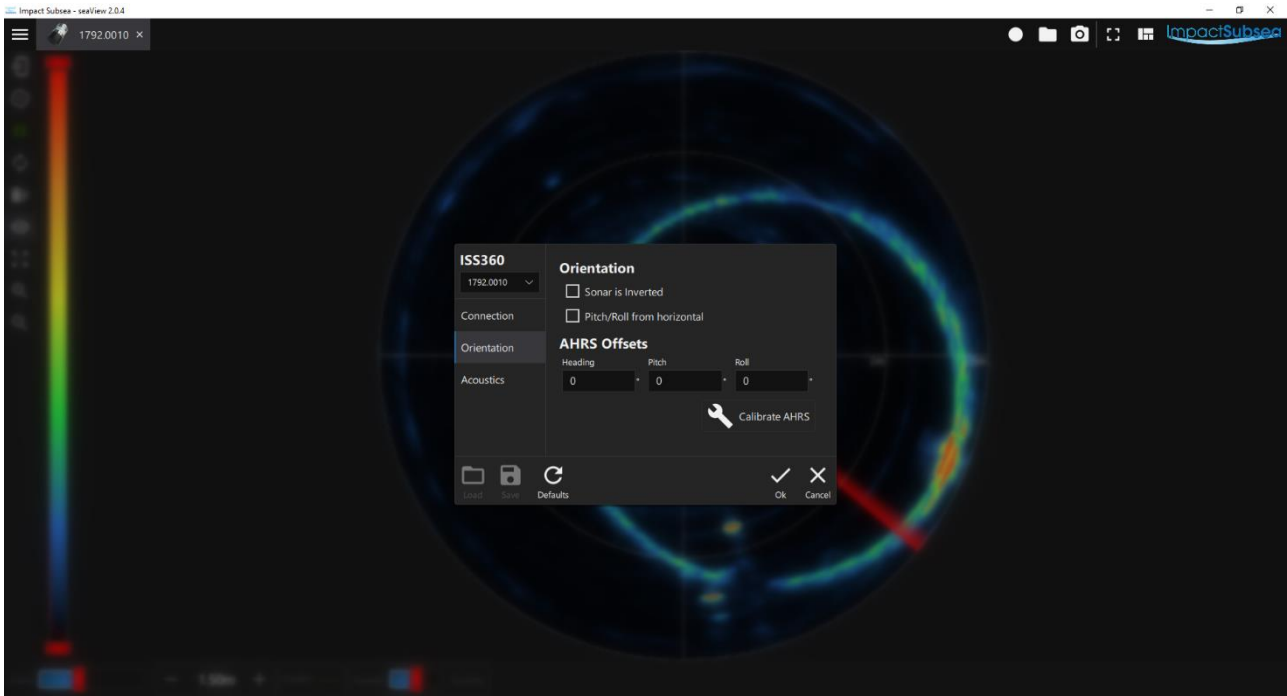 Impact Subsea - seaView 2.0.4
1792.0010
ImpactSubsea
ISS360
1792.0010
Connection
Orientation
Acoustics
Orientation
Sonar is Inverted
Pitch/Roll from horizontal
AHRS Offsets
Heading Pitch Roll
0 ° 0 ° 0 °
Calibrate AHRS
Load Save Defaults Ok Cancel
1.50m